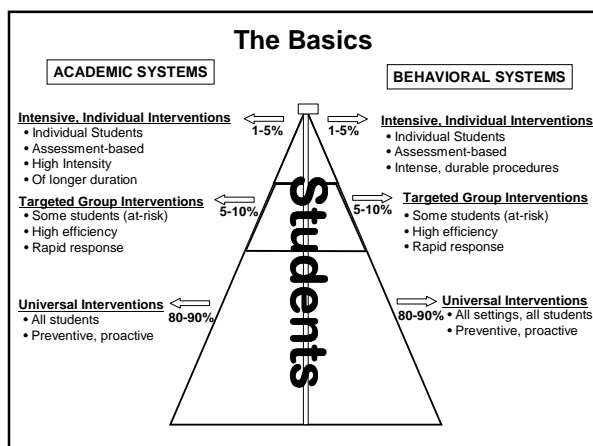 The Basics
ACADEMIC SYSTEMS
BEHAVIORAL SYSTEMS
Intensive, Individual Interventions
• Individual Students
• Assessment-based
• High Intensity
• Of longer duration
1-5%
1-5%
Intensive, Individual Interventions
• Individual Students
• Assessment-based
• Intense, durable procedures
Targeted Group Interventions
• Some students (at-risk)
• High efficiency
• Rapid response
5-10%
5-10%
Targeted Group Interventions
• Some students (at-risk)
• High efficiency
• Rapid response
Students
Universal Interventions
• All students
• Preventive, proactive
80-90%
80-90%
Universal Interventions
• All settings, all students
• Preventive, proactive